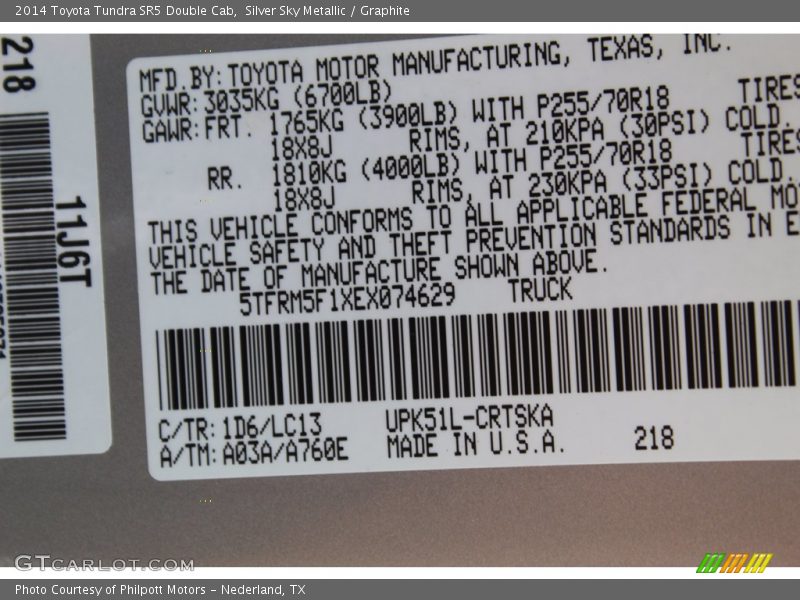 2014 Toyota Tundra SR5 Double Cab, Silver Sky Metallic / Graphite
218
11J6T
MFD.BY:TOYOTA MOTOR MANUFACTURING, TEXAS, INC.
GVWR:3035KG (6700LB)
GAWR:FRT. 1765KG (3900LB) WITH P255/70R18 TIRES
18X8J RIMS, AT 210KPA (30PSI) COLD.
RR. 1810KG (4000LB) WITH P255/70R18 TIRES
18X8J RIMS, AT 230KPA (33PSI) COLD.
THIS VEHICLE CONFORMS TO ALL APPLICABLE FEDERAL MO
VEHICLE SAFETY AND THEFT PREVENTION STANDARDS IN E
THE DATE OF MANUFACTURE SHOWN ABOVE.
5TFRM5F1XEX074629 TRUCK
C/TR:1D6/LC13 UPK51L-CRTSKA
A/TM:A03A/A760E MADE IN U.S.A. 218
GTCARLOT.COM
Photo Courtesy of Philpott Motors - Nederland, TX